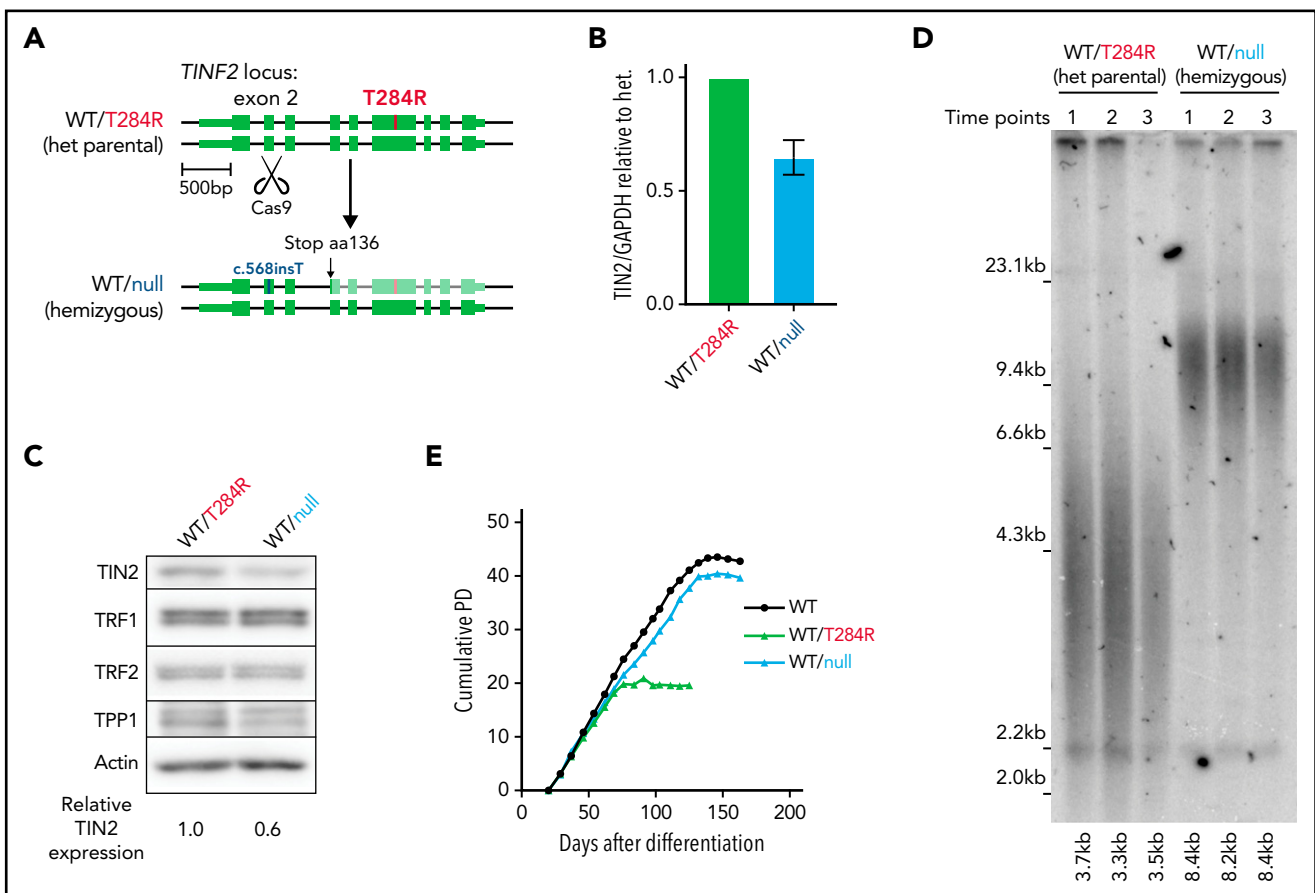 A
TINF2 locus:
exon 2
T284R
WT/T284R
(het parental)
500bp
Cas9
Stop aa136
c.568insT
WT/null
(hemizygous)
B
TIN2/GAPDH relative to het.
1.0
0.5
0.0
WT/T284R
WT/null
C
WT/T284R
WT/null
TIN2
TRF1
TRF2
TPP1
Actin
Relative
TIN2
expression
1.0
0.6
D
WT/T284R
(het parental)
WT/null
(hemizygous)
Time points
1 2 3 1 2 3
23.1kb
9.4kb
6.6kb
4.3kb
2.2kb
2.0kb
3.7kb
3.3kb
3.5kb
8.4kb
8.2kb
8.4kb
E
Cumulative PD
50
40
30
20
10
0
0 50 100 150 200
Days after differentiation
WT
WT/T284R
WT/null